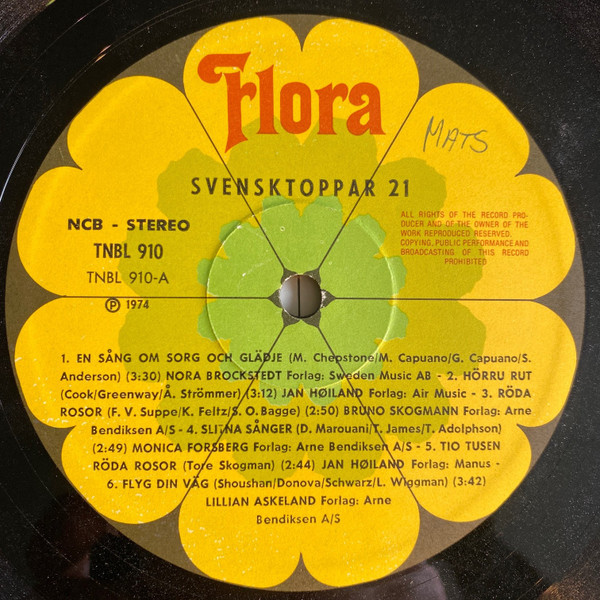 Flora
MATS
SVENSKTOPPAR 21
NCB - STEREO
TNBL 910
TNBL 910-A
℗ 1974
ALL RIGHTS OF THE RECORD PRO-
DUCER AND OF THE OWNER OF THE
WORK REPRODUCED RESERVED.
COPYING, PUBLIC PERFORMANCE AND
BROADCASTING OF THIS RECORD
PROHIBITED
1. EN SÅNG OM SORG OCH GLÄDJE (M. Chepstone/M. Capuano/G. Capuano/S.
Anderson) (3:30) NORA BROCKSTEDT Forlag: Sweden Music AB - 2. HÖRRU RUT
(Cook/Greenway/Å. Strömmer) (3:12) JAN HØILAND Forlag: Air Music - 3. RÖDA
ROSOR (F. V. Suppe/K. Feltz/S. O. Bagge) (2:50) BRUNO SKOGMANN Forlag: Arne
Bendiksen A/S - 4. SLITNA SÅNGER (D. Marouani/T. James/T. Adolphson)
(2:49) MONICA FORSBERG Forlag: Arne Bendiksen A/S - 5. TIO TUSEN
RÖDA ROSOR (Tore Skogman) (2:44) JAN HØILAND Forlag: Manus -
6. FLYG DIN VÄG (Shoushan/Donova/Schwarz/L. Wiggman) (3:42)
LILLIAN ASKELAND Forlag: Arne
Bendiksen A/S